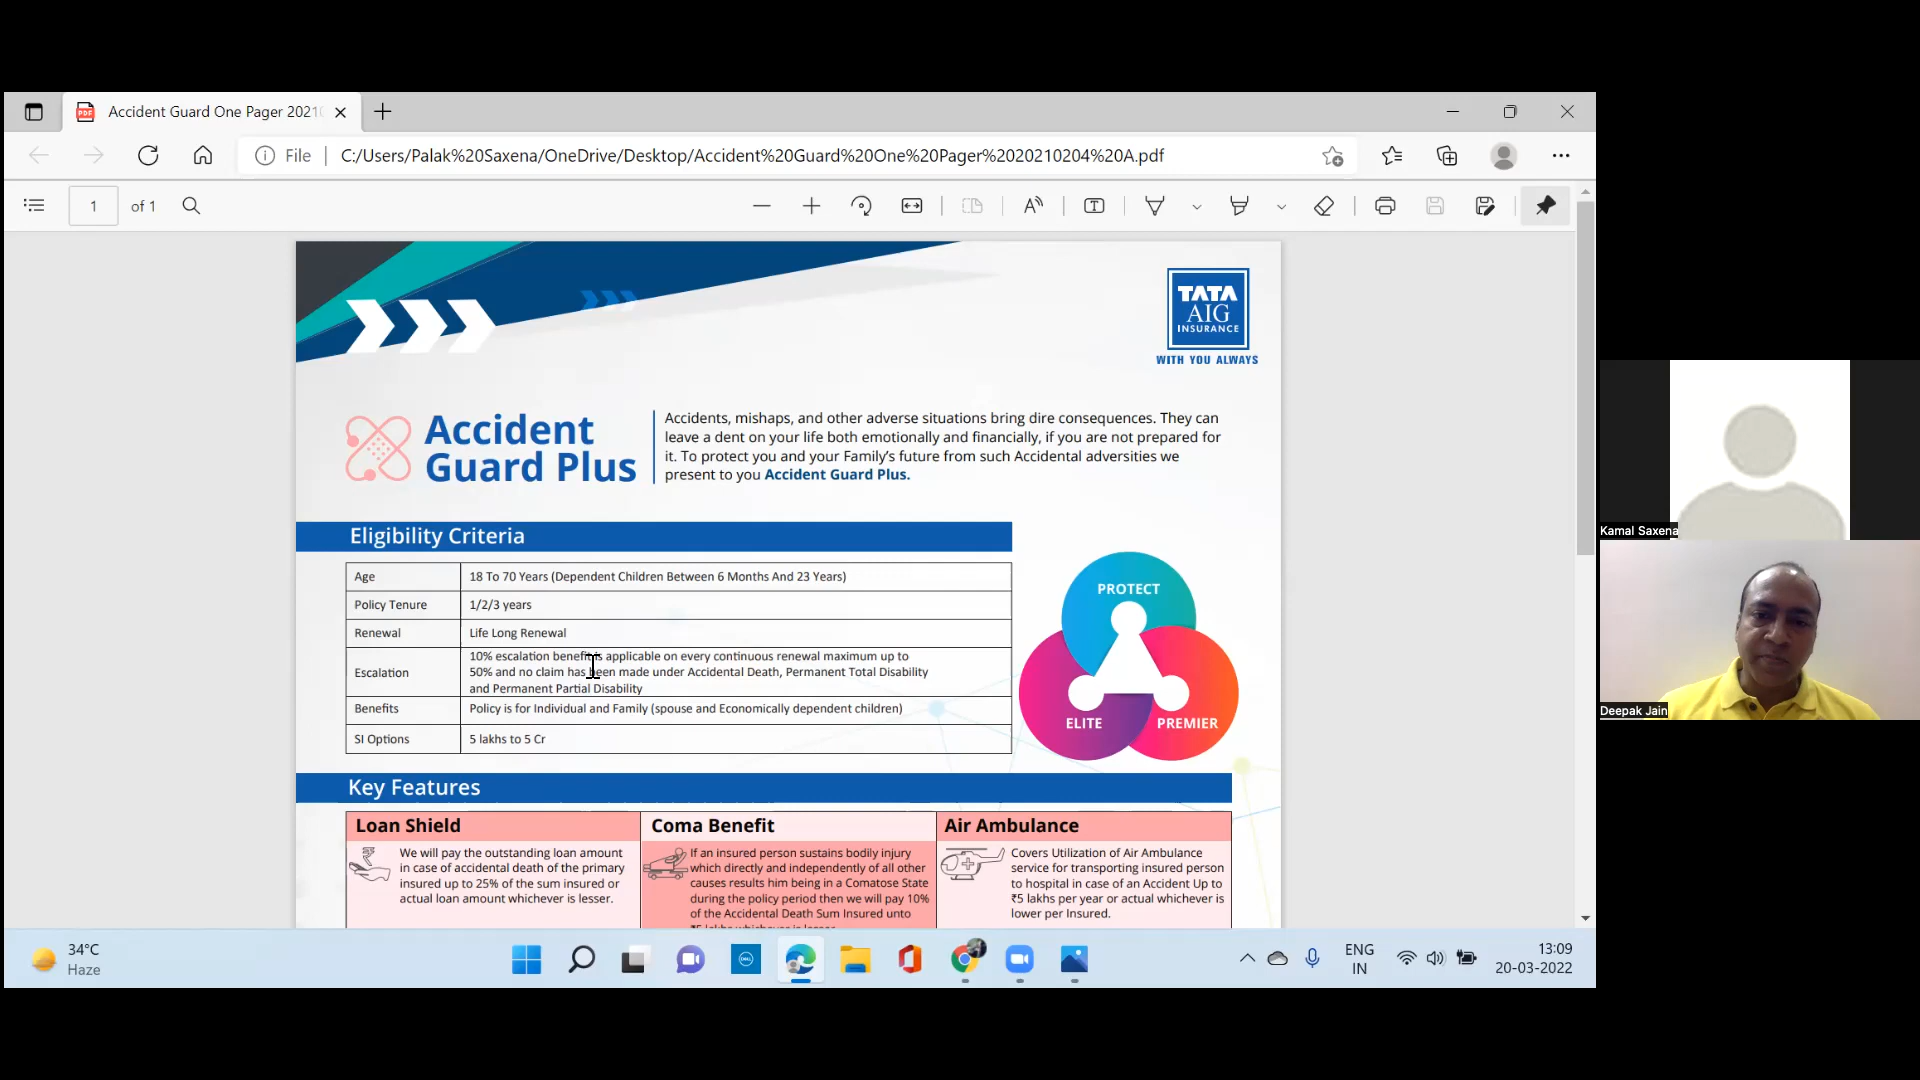 Accident Guard One Pager 2021
File
C:/Users/Palak%20Saxena/OneDrive/Desktop/Accident%20Guard%20One%20Pager%2020210204%20A.pdf
1 of 1
TATA
AIG
INSURANCE
WITH YOU ALWAYS
Accident
Guard Plus
Accidents, mishaps, and other adverse situations bring dire consequences. They can
leave a dent on your life both emotionally and financially, if you are not prepared for
it. To protect you and your Family's future from such Accidental adversities we
present to you Accident Guard Plus.
Eligibility Criteria
Age 18 To 70 Years (Dependent Children Between 6 Months And 23 Years)
Policy Tenure 1/2/3 years
Renewal Life Long Renewal
Escalation 10% escalation benefit is applicable on every continuous renewal maximum up to
50% and no claim has been made under Accidental Death, Permanent Total Disability
and Permanent Partial Disability
Benefits Policy is for Individual and Family (spouse and Economically dependent children)
SI Options 5 lakhs to 5 Cr
PROTECT
ELITE
PREMIER
Key Features
Loan Shield
We will pay the outstanding loan amount
in case of accidental death of the primary
insured up to 25% of the sum insured or
actual loan amount whichever is lesser.
Coma Benefit
If an insured person sustains bodily injury
which directly and independently of all other
causes results him being in a Comatose State
during the policy period then we will pay 10%
of the Accidental Death Sum Insured unto
₹5 lakhs whichever is lesser
Air Ambulance
Covers Utilization of Air Ambulance
service for transporting insured person
to hospital in case of an Accident Up to
₹5 lakhs per year or actual whichever is
lower per Insured.
Kamal Saxena
Deepak Jain
34°C
Haze
ENG
IN
13:09
20-03-2022